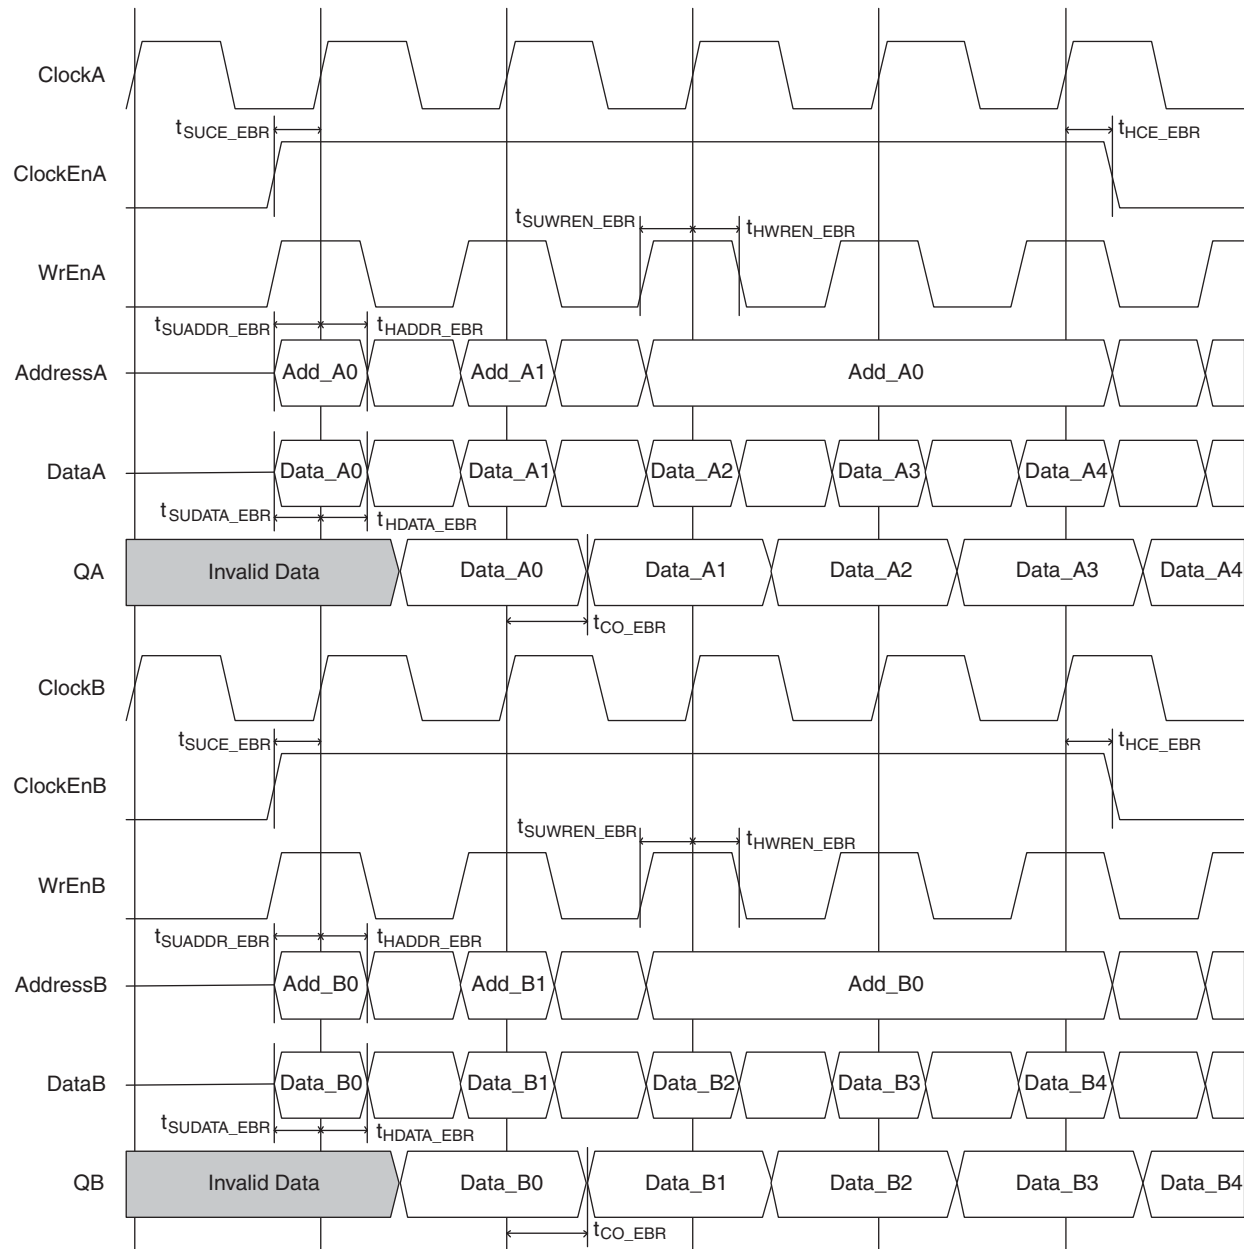 ClockA
tSUCE_EBR tHCE_EBR
ClockEnA
tSUWREN_EBR tHWREN_EBR
WrEnA
tSUADDR_EBR tHADDR_EBR
AddressA Add_A0 Add_A1 Add_A0
DataA Data_A0 Data_A1 Data_A2 Data_A3 Data_A4
tSUDATA_EBR tHDATA_EBR
QA Invalid Data Data_A0 Data_A1 Data_A2 Data_A3 Data_A4
tCO_EBR
ClockB
tSUCE_EBR tHCE_EBR
ClockEnB
tSUWREN_EBR tHWREN_EBR
WrEnB
tSUADDR_EBR tHADDR_EBR
AddressB Add_B0 Add_B1 Add_B0
DataB Data_B0 Data_B1 Data_B2 Data_B3 Data_B4
tSUDATA_EBR tHDATA_EBR
QB Invalid Data Data_B0 Data_B1 Data_B2 Data_B3 Data_B4
tCO_EBR